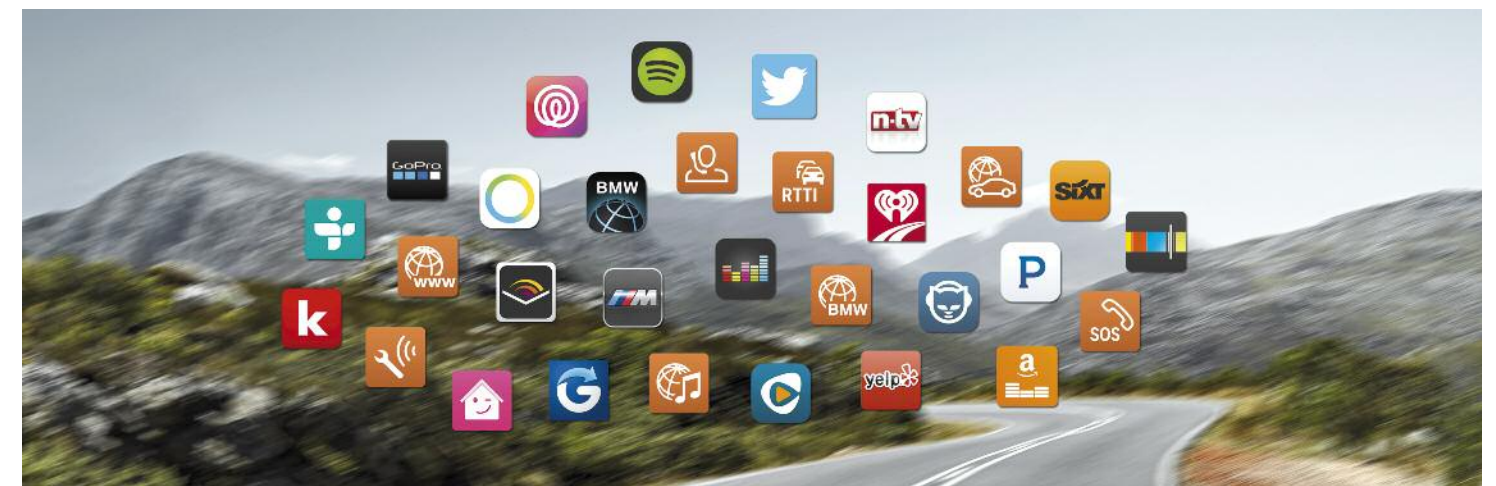 n-tv
GoPro
BMW
RTTI
SIXT
www
M
P
k
BMW
SOS
G
yelp
a